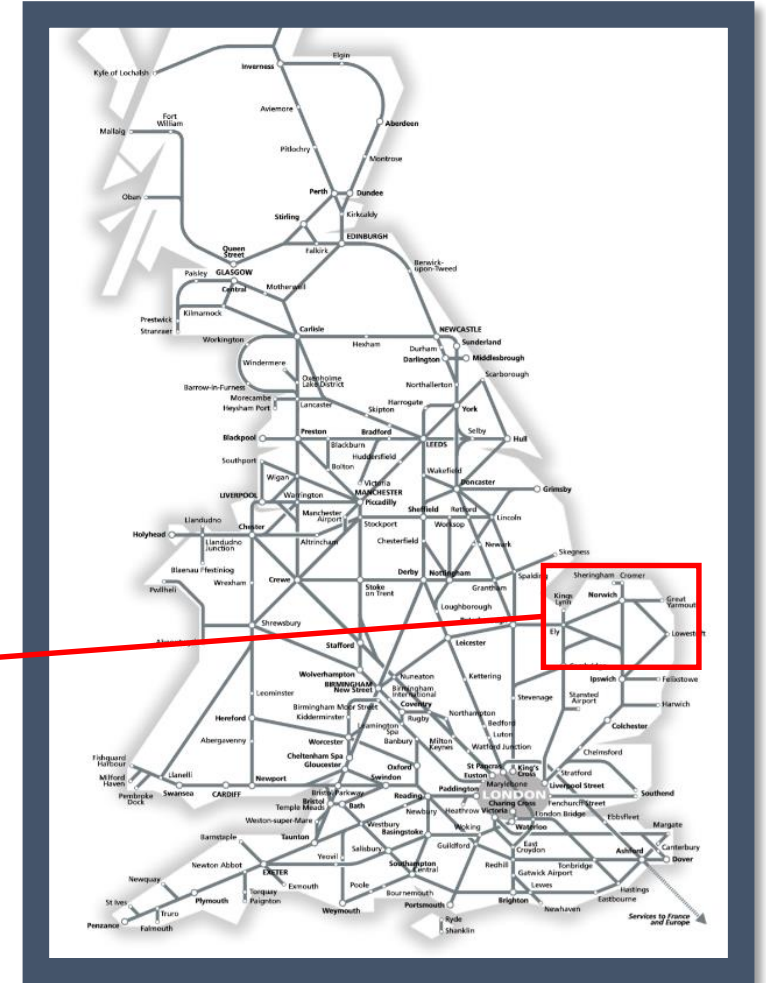 Elgin
Inverness
Kyle of Lochalsh
Aviemore
Fort
William
Mallaig
Aberdeen
Pitlochry
Montrose
Perth
Dundee
Oban
Stirling
Kirkcaldy
EDINBURGH
Queen
Street
Falkirk
Berwick-
upon-Tweed
Paisley
GLASGOW
Central
Motherwell
Kilmarnock
Prestwick
Stranraer
Carlisle
NEWCASTLE
Workington
Hexham
Sunderland
Durham
Darlington
Middlesbrough
Windermere
Scarborough
Oxenholme
Lake District
Barrow-in-Furness
Northallerton
Morecambe
Heysham Port
Lancaster
Harrogate
York
Skipton
Blackpool
Preston
Bradford
Selby
Hull
Blackburn
LEEDS
Huddersfield
Southport
Bolton
Wakefield
Wigan
Victoria
Doncaster
LIVERPOOL
Warrington
MANCHESTER
Piccadilly
Grimsby
Manchester
Airport
Sheffield
Retford
Llandudno
Stockport
Worksop
Lincoln
Holyhead
Chester
Llandudno
Junction
Altrincham
Chesterfield
Newark
Skegness
Blaenau Ffestiniog
Derby
Nottingham
Spalding
Sheringham
Cromer
Pwllheli
Wrexham
Crewe
Stoke
on Trent
Grantham
Kings
Lynn
Norwich
Great
Loughborough
Shrewsbury
Ely
Stafford
Leicester
Wolverhampton
Nuneaton
Kettering
Ipswich
Felixstowe
BIRMINGHAM
New Street
Birmingham
International
Leominster
Stevenage
Stansted
Airport
Harwich
Birmingham Moor Street
Coventry
Kidderminster
Rugby
Northampton
Hereford
Leamington
Spa
Bedford
Colchester
Abergavenny
Worcester
Banbury
Milton
Keynes
Luton
Watford Junction
Chelmsford
Cheltenham Spa
Gloucester
Oxford
St Pancras
Euston
King's
Cross
Stratford
Fishguard
Harbour
Milford
Haven
Llanelli
Newport
Swindon
Marylebone
Liverpool Street
Pembroke
Dock
Swansea
CARDIFF
Bristol Parkway
Bristol
Temple Meads
Bath
Reading
Paddington
LONDON
Southend
Weston-super-Mare
Newbury
Heathrow
Victoria
Charing Cross
Fenchurch Street
London Bridge
Ebbsfleet
Barnstaple
Taunton
Westbury
Basingstoke
Woking
Waterloo
Margate
Salisbury
Guildford
East
Croydon
Canterbury
Yeovil
Redhill
Tonbridge
Ashford
Dover
Newton Abbot
EXETER
Southampton
Central
Gatwick Airport
Newquay
Exmouth
Poole
Lewes
Hastings
St Ives
Torquay
Paignton
Bournemouth
Eastbourne
Plymouth
Weymouth
Portsmouth
Brighton
Newhaven
Truro
Penzance
Falmouth
Ryde
Shanklin
Services to France
and Europe